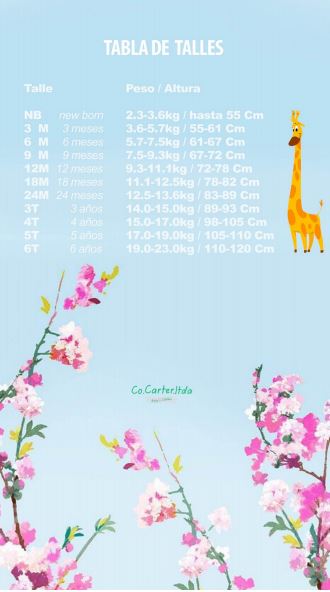 TABLA DE TALLES
Talle Peso / Altura
NB new born 2.3-3.6kg / hasta 55 Cm
3 M 3 meses 3.6-5.7kg / 55-61 Cm
6 M 6 meses 5.7-7.5kg / 61-67 Cm
9 M 9 meses 7.5-9.3kg / 67-72 Cm
12M 12 meses 9.3-11.1kg / 72-78 Cm
18M 18 meses 11.1-12.5kg / 78-82 Cm
24M 24 meses 12.5-13.6kg / 83-89 Cm
3T 3 años 14.0-15.0kg / 89-93 Cm
4T 4 años 15.0-17.0kg / 98-105 Cm
5T 5 años 17.0-19.0kg / 105-110 Cm
6T 6 años 19.0-23.0kg / 110-120 Cm
Co.Carter.ltda